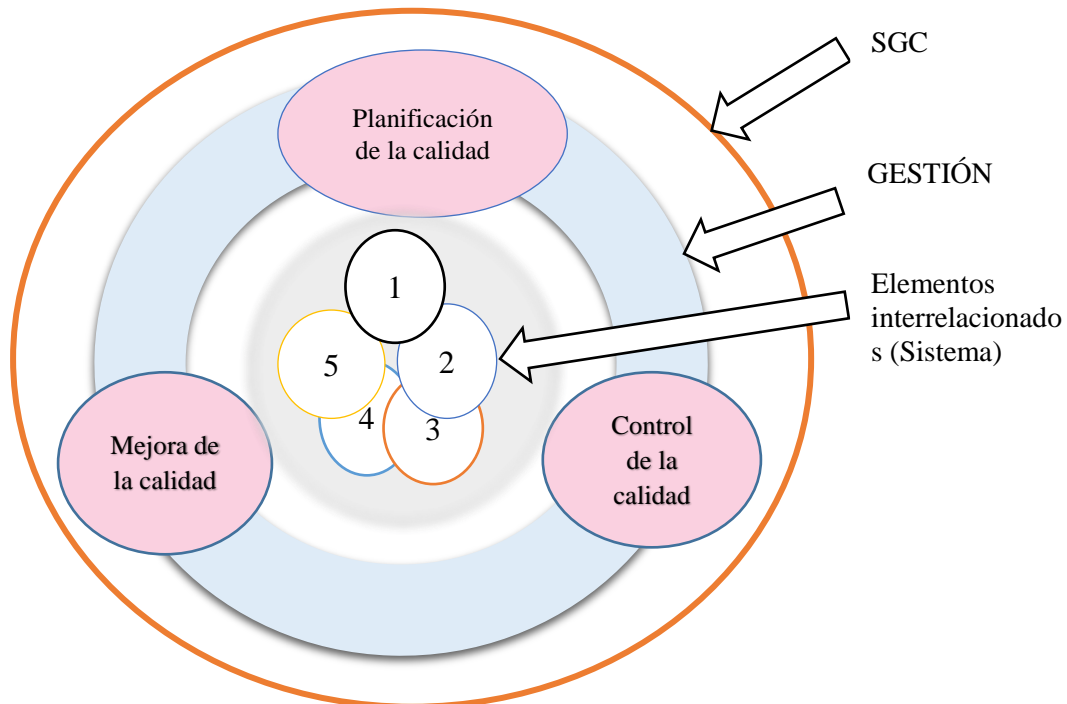 SGC
Planificación
de la calidad
GESTIÓN
1
Elementos
interrelacionado
s (Sistema)
5
2
4
3
Mejora de
la calidad
Control
de la
calidad